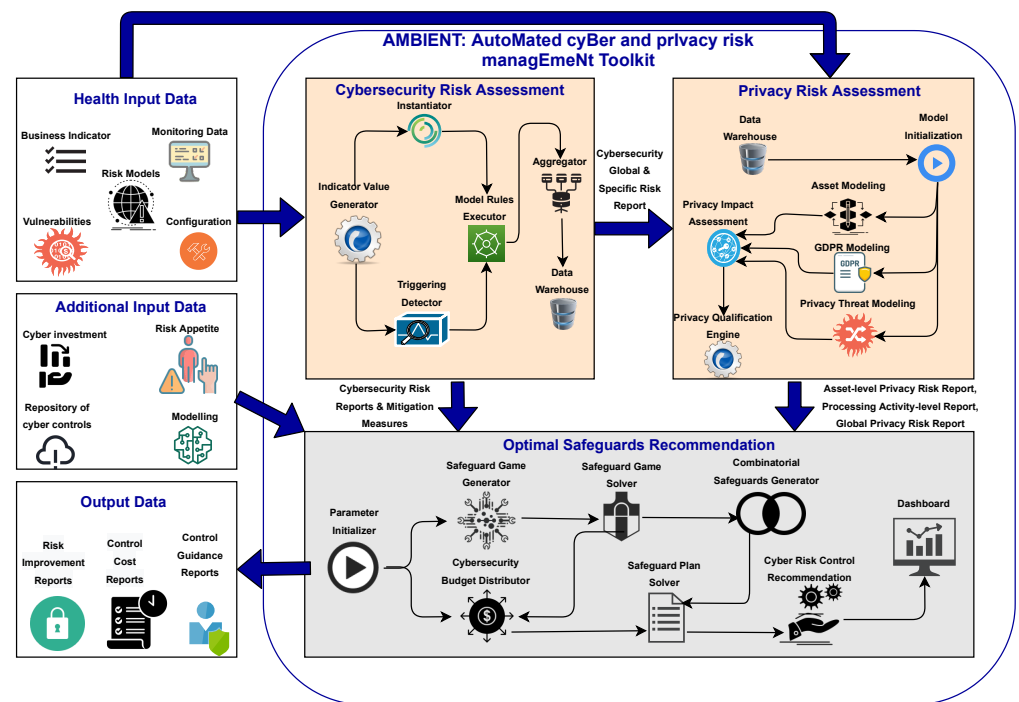 AMBIENT: AutoMated cyBer and prIvacy risk
managEmeNt Toolkit
Health Input Data
Business Indicator
Monitoring Data
Risk Models
Vulnerabilities
Configuration
Additional Input Data
Cyber investment
Risk Appetite
Repository of
cyber controls
Modelling
Output Data
Risk
Improvement
Reports
Control
Cost
Reports
Control
Guidance
Reports
Cybersecurity Risk Assessment
Instantiator
Indicator Value
Generator
Model Rules
Executor
Triggering
Detector
Aggregator
Data
Warehouse
Cybersecurity
Global &
Specific Risk
Report
Privacy Risk Assessment
Data
Warehouse
Model
Initialization
Asset Modeling
Privacy Impact
Assessment
GDPR Modeling
GDPR
Privacy Threat Modeling
Privacy Qualification
Engine
Cybersecurity Risk
Reports & Mitigation
Measures
Asset-level Privacy Risk Report,
Processing Activity-level Report,
Global Privacy Risk Report
Optimal Safeguards Recommendation
Parameter
Initializer
Safeguard Game
Generator
Safeguard Game
Solver
Combinatorial
Safeguards Generator
Dashboard
Cybersecurity
Budget Distributor
$
Safeguard Plan
Solver
Cyber Risk Control
Recommendation